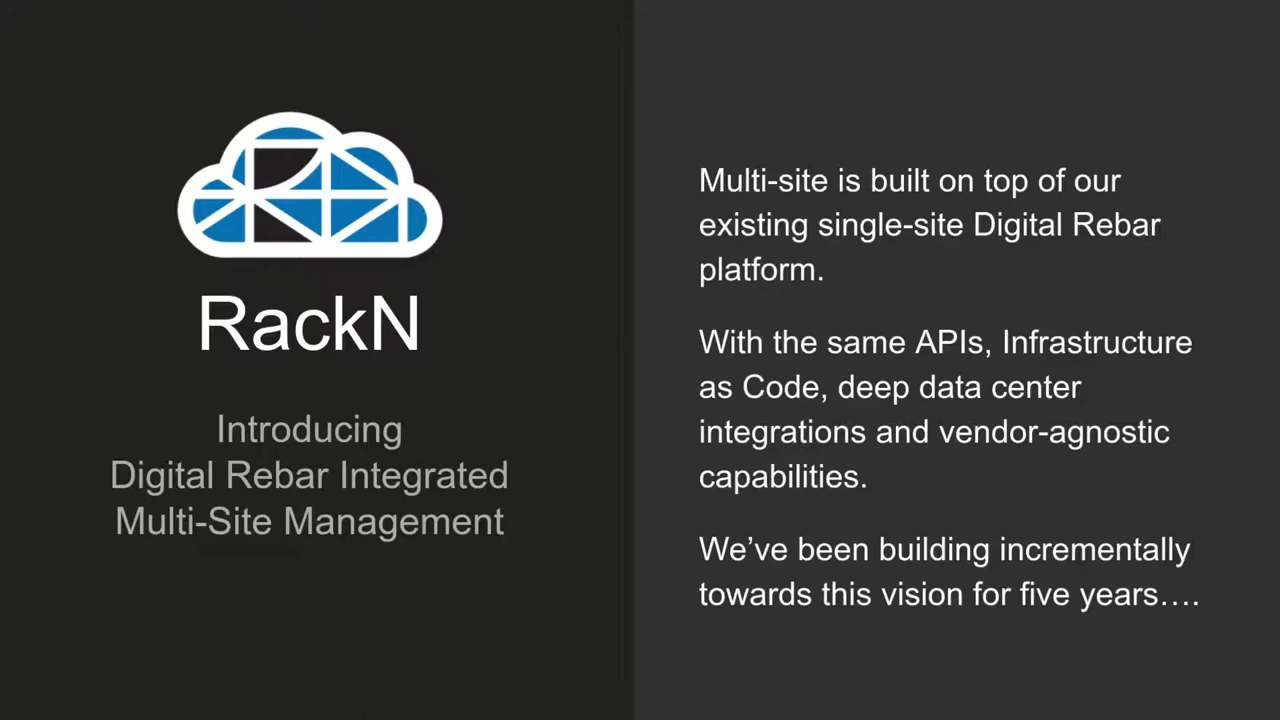 RackN
Introducing
Digital Rebar Integrated
Multi-Site Management
Multi-site is built on top of our
existing single-site Digital Rebar
platform.
With the same APIs, Infrastructure
as Code, deep data center
integrations and vendor-agnostic
capabilities.
We’ve been building incrementally
towards this vision for five years….